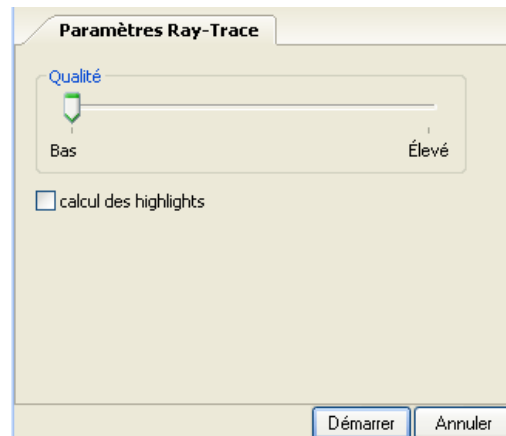 Paramètres Ray-Trace
Qualité
Bas Élevé
calcul des highlights
Démarrer Annuler